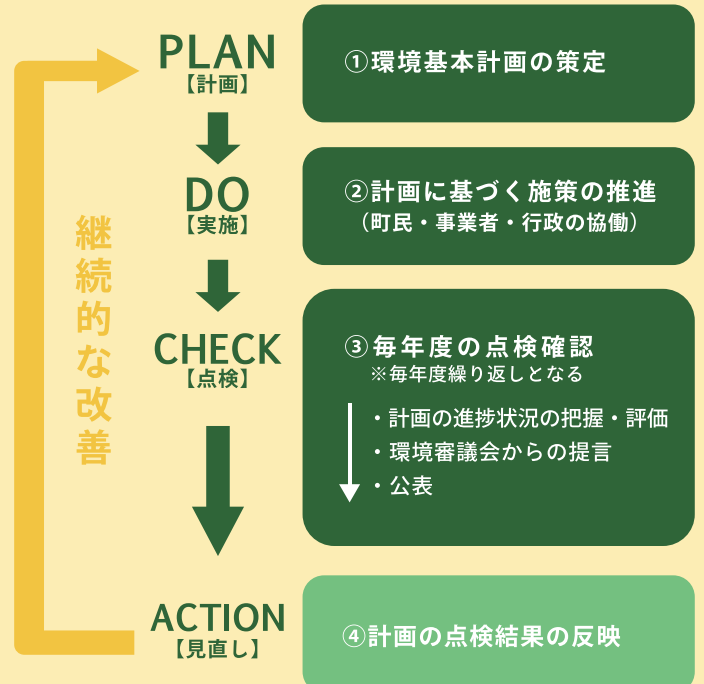 PLAN
【計画】
①環境基本計画の策定
DO
【実施】
②計画に基づく施策の推進
（町民・事業者・行政の協働）
CHECK
【点検】
③毎年度の点検確認
※毎年度繰り返しとなる
・計画の進捗状況の把握・評価
・環境審議会からの提言
・公表
ACTION
【見直し】
④計画の点検結果の反映
継続的な改善